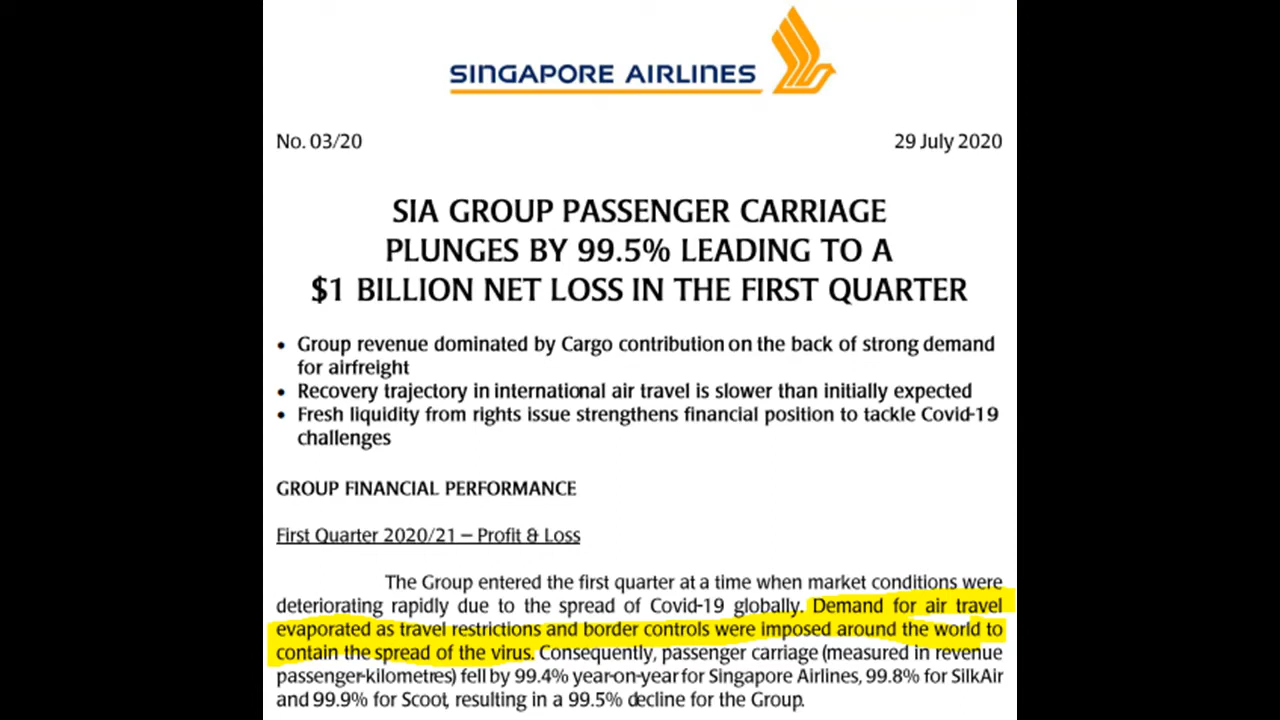 SINGAPORE AIRLINES
No. 03/20 29 July 2020
SIA GROUP PASSENGER CARRIAGE
PLUNGES BY 99.5% LEADING TO A
$1 BILLION NET LOSS IN THE FIRST QUARTER
• Group revenue dominated by Cargo contribution on the back of strong demand
for airfreight
• Recovery trajectory in international air travel is slower than initially expected
• Fresh liquidity from rights issue strengthens financial position to tackle Covid-19
challenges
GROUP FINANCIAL PERFORMANCE
First Quarter 2020/21 – Profit & Loss
The Group entered the first quarter at a time when market conditions were
deteriorating rapidly due to the spread of Covid-19 globally. Demand for air travel
evaporated as travel restrictions and border controls were imposed around the world to
contain the spread of the virus. Consequently, passenger carriage (measured in revenue
passenger-kilometres) fell by 99.4% year-on-year for Singapore Airlines, 99.8% for SilkAir
and 99.9% for Scoot, resulting in a 99.5% decline for the Group.